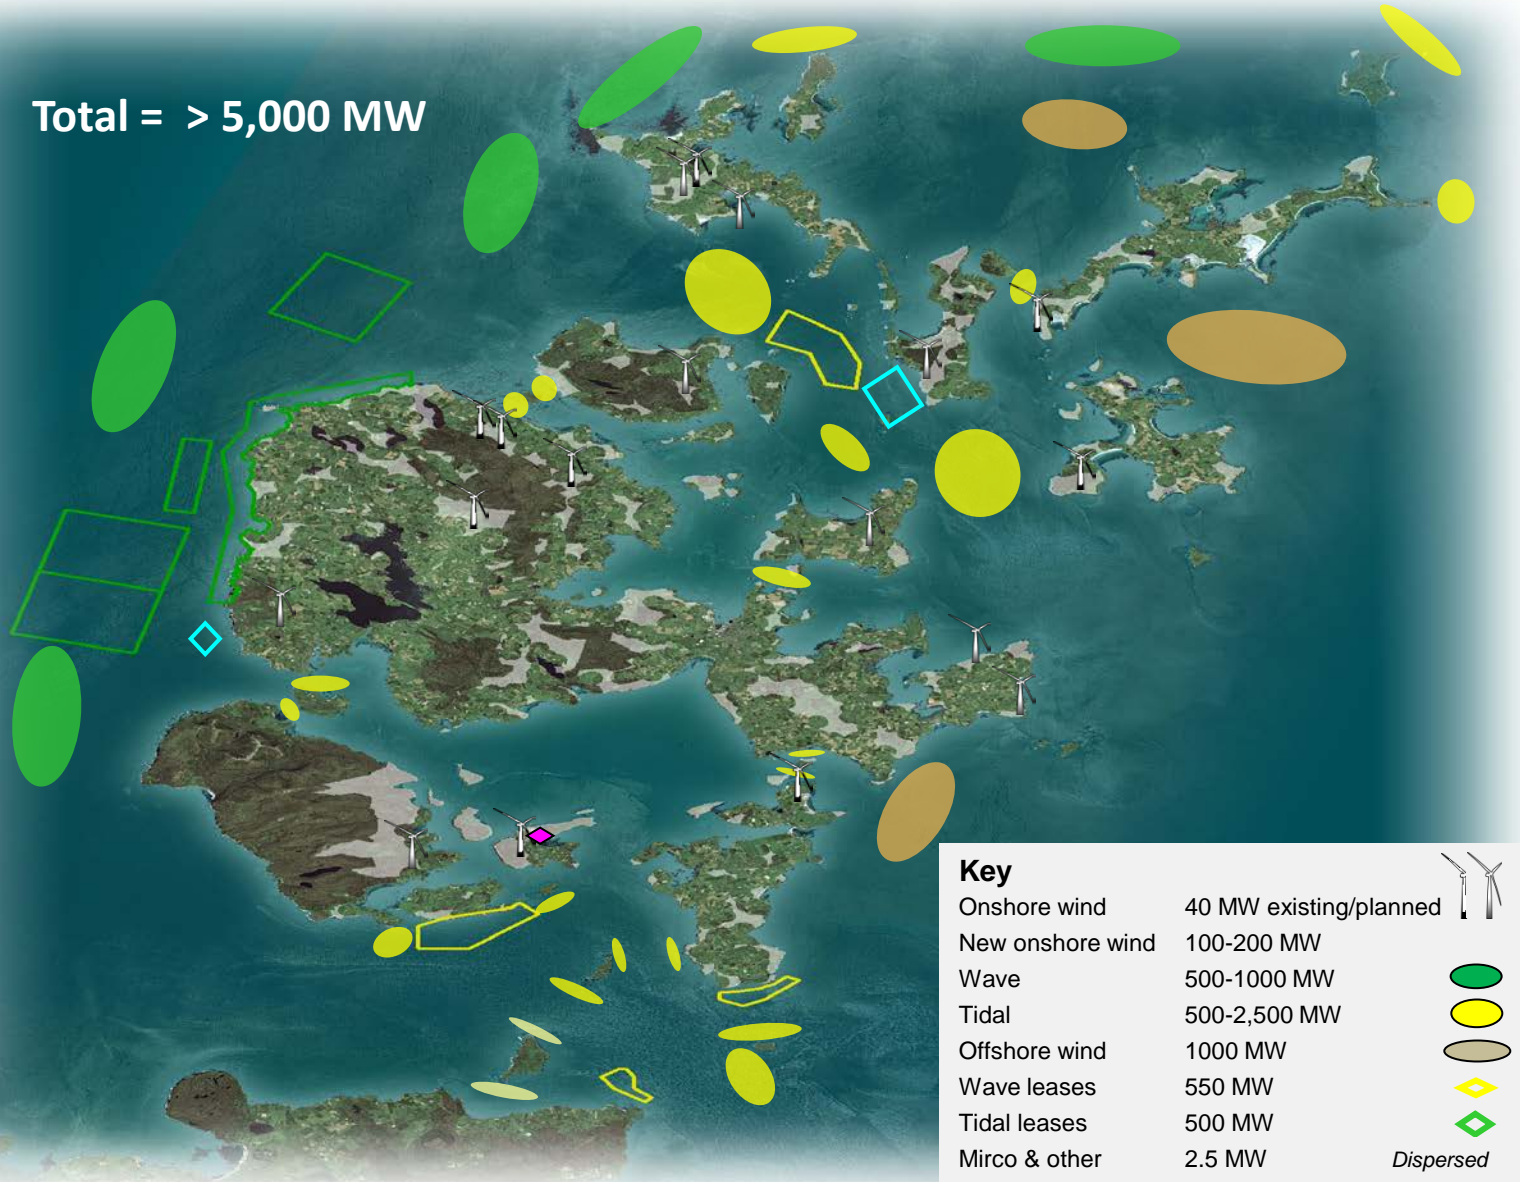 Total = > 5,000 MW
Key
Onshore wind 40 MW existing/planned
New onshore wind 100-200 MW
Wave 500-1000 MW
Tidal 500-2,500 MW
Offshore wind 1000 MW
Wave leases 550 MW
Tidal leases 500 MW
Mirco & other 2.5 MW Dispersed